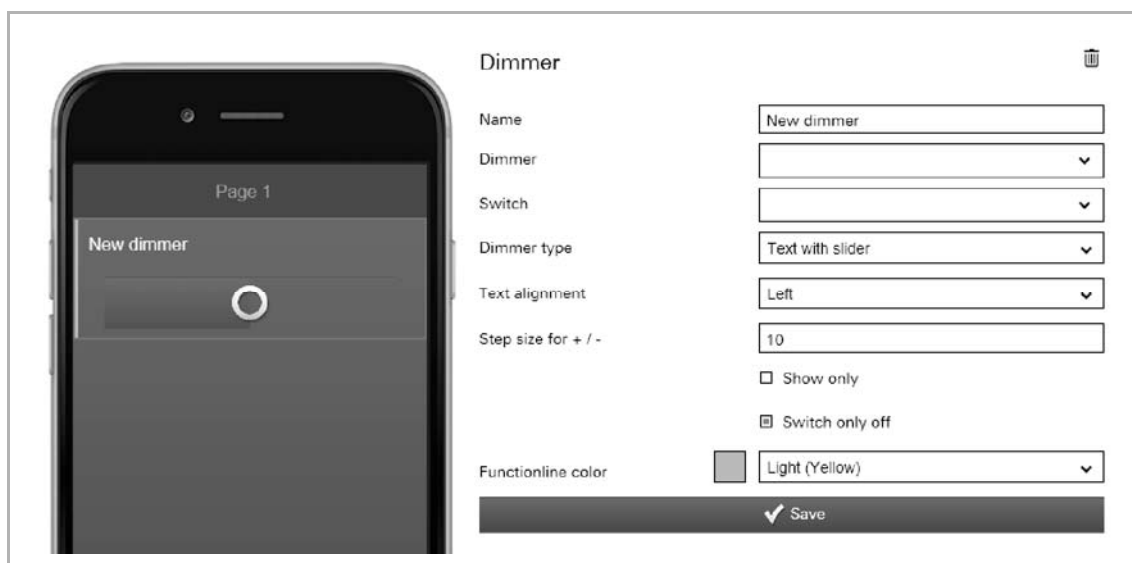 Page 1
New dimmer
Dimmer
Name
New dimmer
Dimmer
Switch
Dimmer type
Text with slider
Text alignment
Left
Step size for + / -
10
Show only
Switch only off
Functionline color
Light (Yellow)
Save